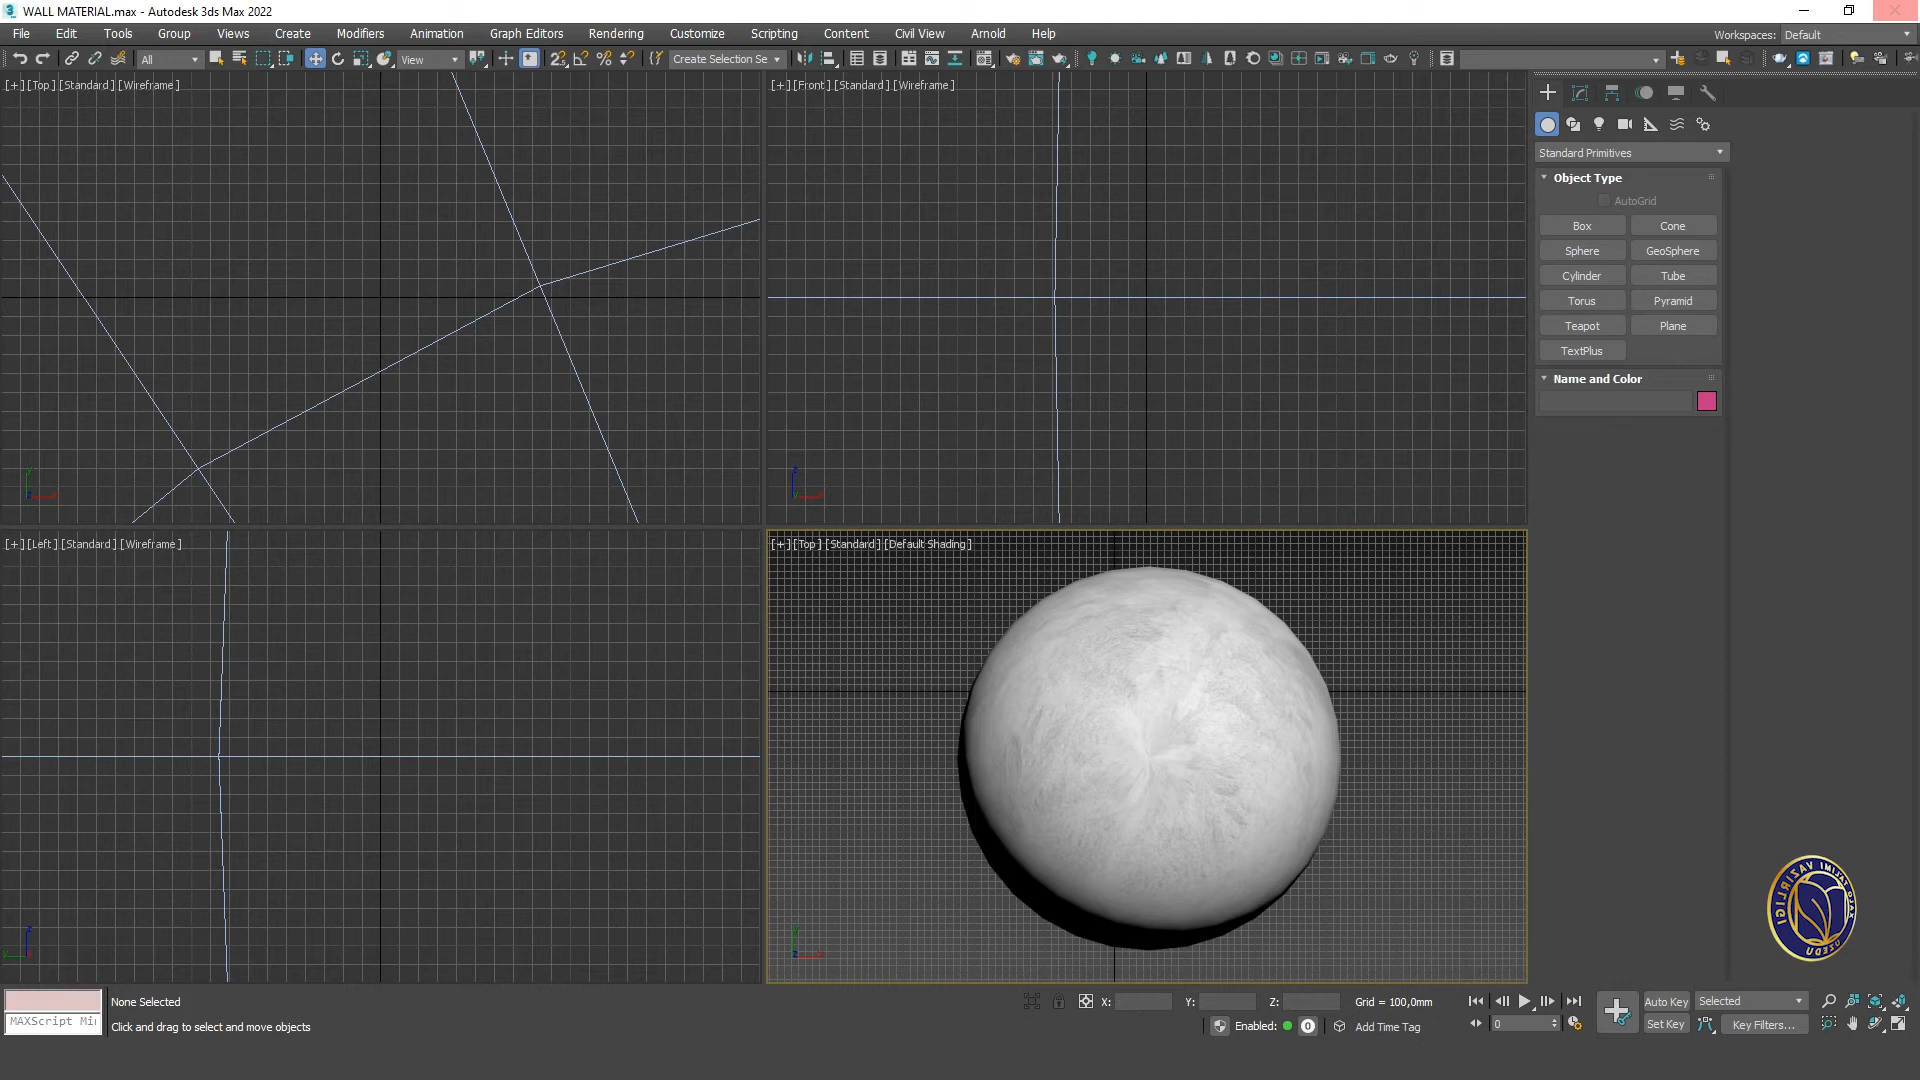 WALL MATERIAL.max - Autodesk 3ds Max 2022
File Edit Tools Group Views Create Modifiers Animation Graph Editors Rendering Customize Scripting Content Civil View Arnold Help
Workspaces: Default
All
View
Create Selection Se
[+] [Top] [Standard] [Wireframe]
[+] [Front] [Standard] [Wireframe]
[+] [Left] [Standard] [Wireframe]
[+] [Top] [Standard] [Default Shading]
Standard Primitives
Object Type
AutoGrid
Box Cone
Sphere GeoSphere
Cylinder Tube
Torus Pyramid
Teapot Plane
TextPlus
Name and Color
None Selected
MAXScript Mi
Click and drag to select and move objects
X: Y: Z: Grid = 100,0mm
Enabled: Add Time Tag
0
Auto Key Selected
Set Key Key Filters...